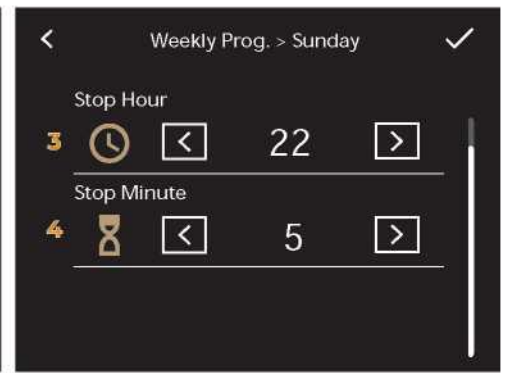 < Weekly Prog. > Sunday
Stop Hour
3 < 22 >
Stop Minute
4 < 5 >